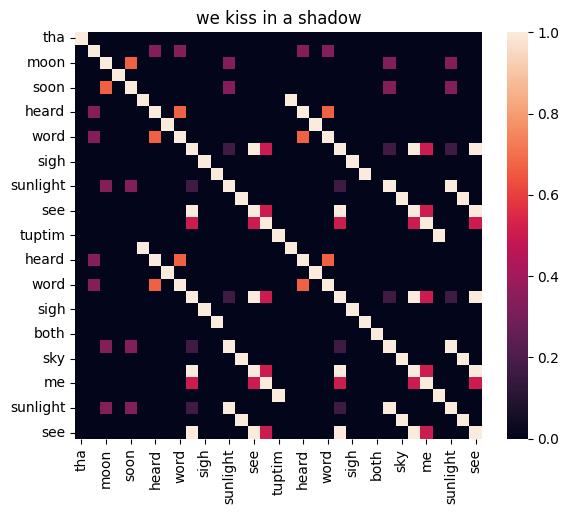 we kiss in a shadow
tha
moon
soon
heard
word
sigh
sunlight
see
tuptim
heard
word
sigh
both
sky
me
sunlight
see
1.0
0.8
0.6
0.4
0.2
0.0
tha
moon
soon
heard
word
sigh
sunlight
see
tuptim
heard
word
sigh
both
sky
me
sunlight
see